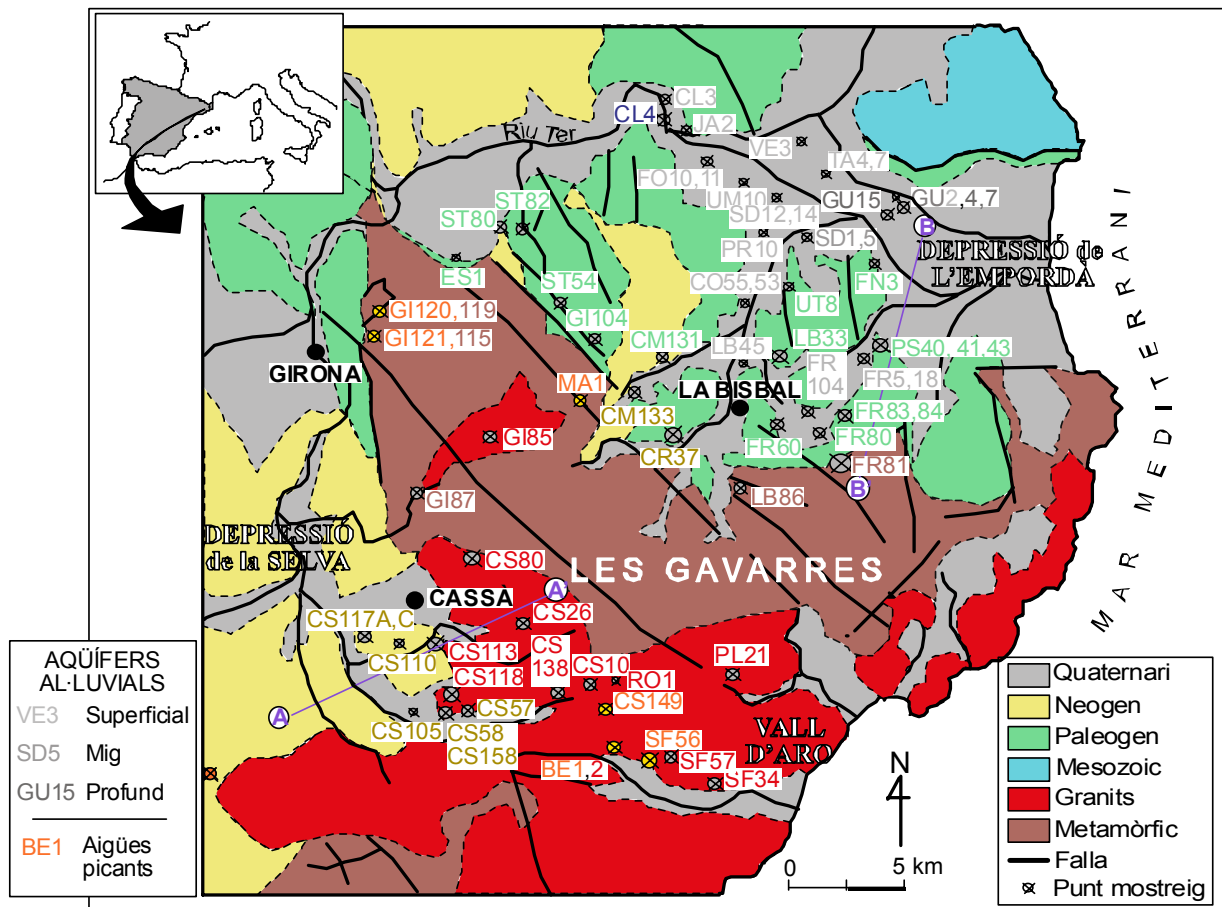 CL3
CL4
JA2
Riu Ter
VE3
TA4,7
FO10,11
UM10
GU15
GU2,4,7
SD12,14
ST82
ST80
PR10
SD1,5
B
DEPRESSIÓ de
L'EMPORDÀ
ES1
ST54
CO55,53
UT8
FN3
GI120,119
GI104
GI121,115
CM131
LB45
LB33
PS40, 41,43
GIRONA
FR
104
FR5,18
MA1
LA BISBAL
CM133
FR83,84
GI85
CR37
FR60
FR80
FR81
GI87
LB86
B'
MAR MEDITERRANI
DEPRESSIÓ
de la SELVA
CS80
LES GAVARRES
A'
CASSÀ
CS26
CS117A,C
CS110
CS113
CS
138
CS10
PL21
CS118
RO1
A
CS57
CS149
CS105
CS58
CS158
SF56
VALL
D'ARO
BE1,2
SF57
SF34
N
0
5 km
AQÜÍFERS
AL·LUVIALS
VE3 Superficial
SD5 Mig
GU15 Profund
BE1 Aigües
picants
Quaternari
Neogen
Paleogen
Mesozoic
Granits
Metamòrfic
Falla
Punt mostreig